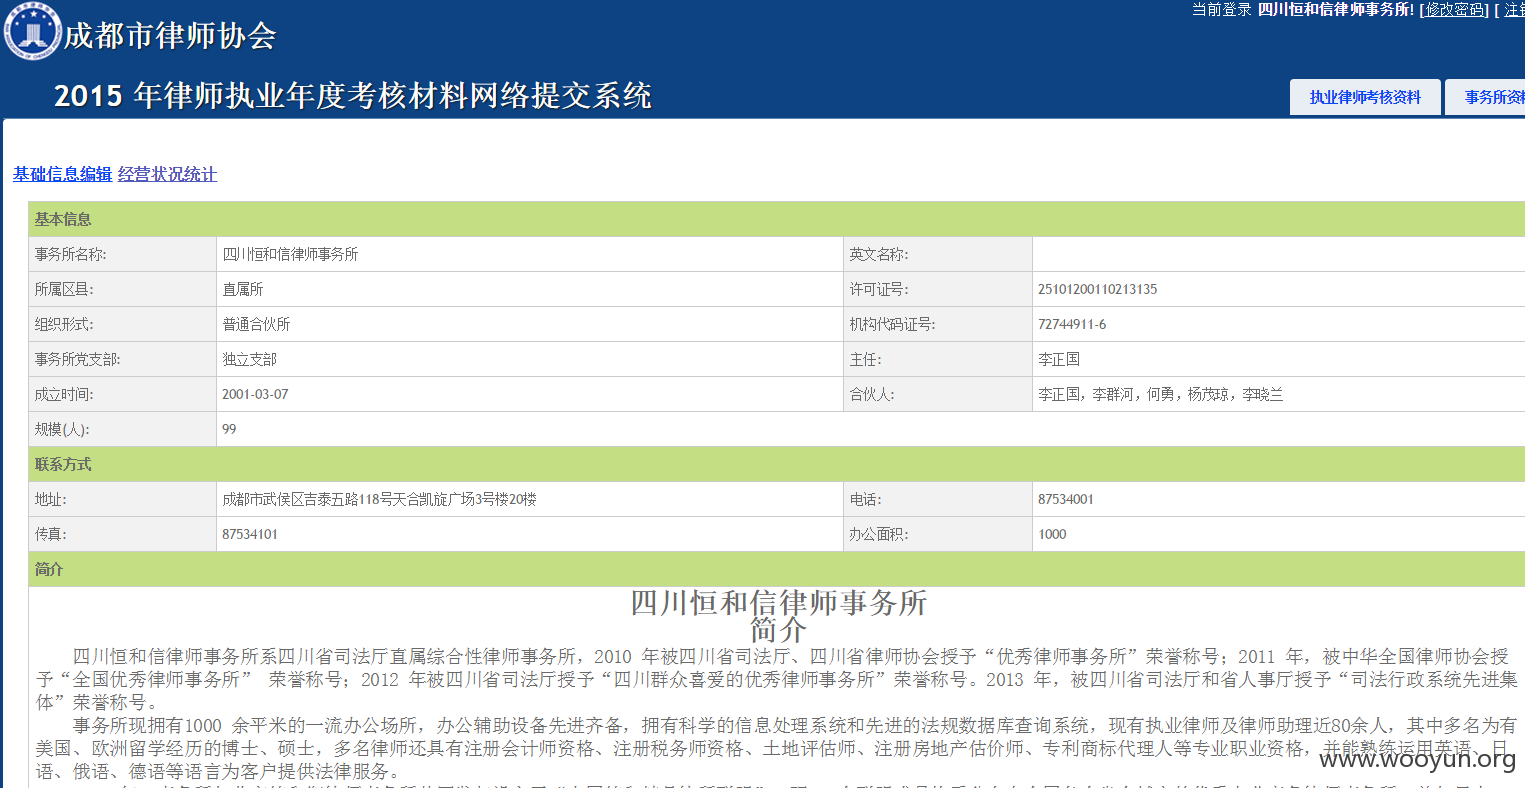 当前登录 四川恒和信律师事务所! [修改密码] [ 注
成都市律师协会
2015 年律师执业年度考核材料网络提交系统
执业律师考核资料 事务所资
基础信息编辑 经营状况统计
基本信息
事务所名称: 四川恒和信律师事务所 英文名称:
所属区县: 直属所 许可证号: 25101200110213135
组织形式: 普通合伙所 机构代码证号: 72744911-6
事务所党支部: 独立支部 主任: 李正国
成立时间: 2001-03-07 合伙人: 李正国，李群河，何勇，杨茂琼，李晓兰
规模(人): 99
联系方式
地址: 成都市武侯区吉泰五路118号天合凯旋广场3号楼20楼 电话: 87534001
传真: 87534101 办公面积: 1000
简介
四川恒和信律师事务所
简介
四川恒和信律师事务所系四川省司法厅直属综合性律师事务所，2010 年被四川省司法厅、四川省律师协会授予“优秀律师事务所”荣誉称号；2011 年，被中华全国律师协会授
予“全国优秀律师事务所” 荣誉称号；2012 年被四川省司法厅授予“四川群众喜爱的优秀律师事务所”荣誉称号。2013 年，被四川省司法厅和省人事厅授予“司法行政系统先进集
体”荣誉称号。
事务所现拥有1000 余平米的一流办公场所，办公辅助设备先进齐备，拥有科学的信息处理系统和先进的法规数据库查询系统，现有执业律师及律师助理近80余人，其中多名为有
美国、欧洲留学经历的博士、硕士，多名律师还具有注册会计师资格、注册税务师资格、土地评估师、注册房地产估价师、专利商标代理人等专业职业资格，并能熟练运用英语、日
语、俄语、德语等语言为客户提供法律服务。
www.wooyun.org